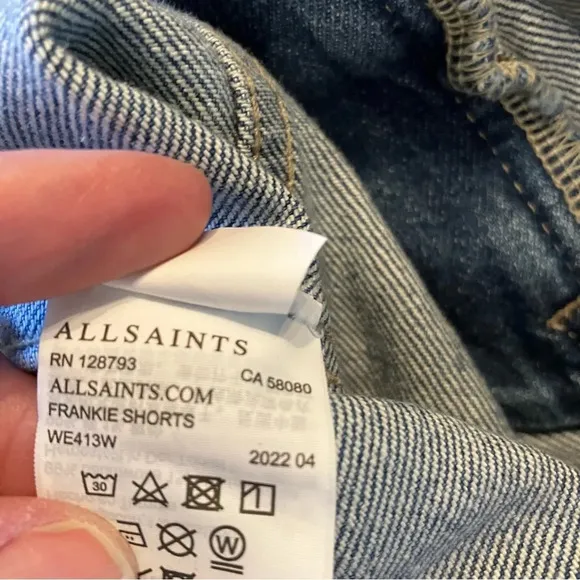 ALLSAINTS
RN 128793 CA 58080
ALLSAINTS.COM
FRANKIE SHORTS
WE413W 2022 04
30
W